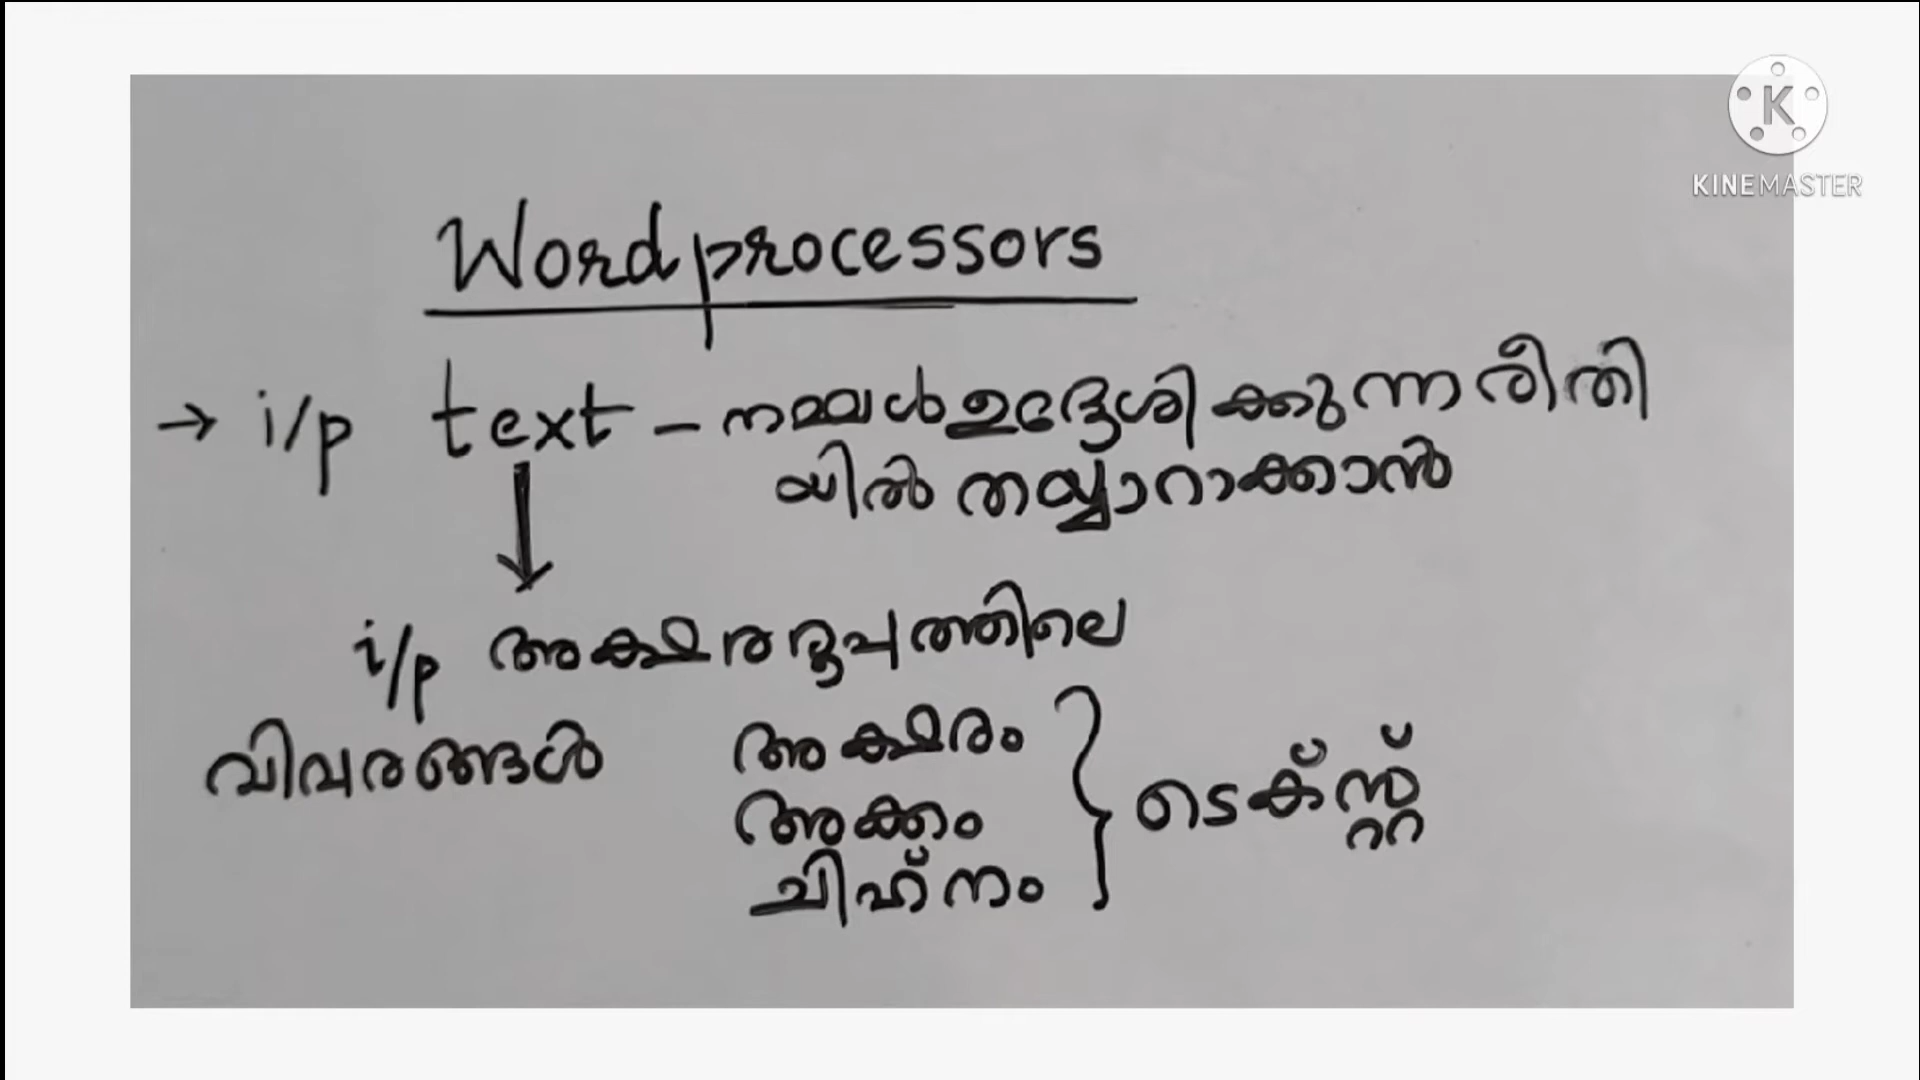 K
KINEMASTER
Word processors
→ i/p text - നമ്മൾ ഉദ്ദേശിക്കുന്ന രീതി
യിൽ തയ്യാറാക്കാൻ
i/p അക്ഷരരൂപത്തിലെ
വിവരങ്ങൾ
അക്ഷരം
അക്കം
ചിഹ്നം
ടെക്സ്റ്റ്